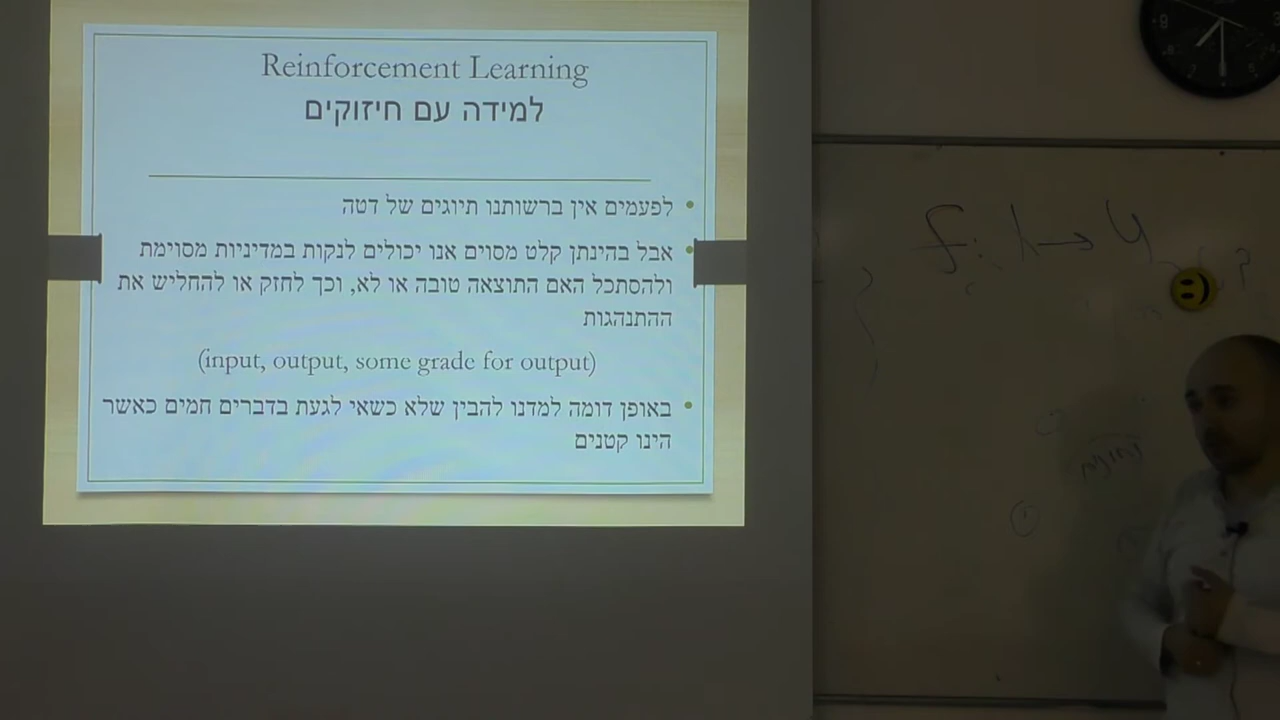 Reinforcement Learning
למידה עם חיזוקים
• לפעמים אין ברשותנו תיוגים של דטה
• אבל בהינתן קלט מסוים אנו יכולים לנקות במדיניות מסוימת
ולהסתכל האם התוצאה טובה או לא, וכך לחזק או להחליש את
ההתנהגות
(input, output, some grade for output)
• באופן דומה למדנו להבין שלא כשאי לגעת בדברים חמים כאשר
הינו קטנים